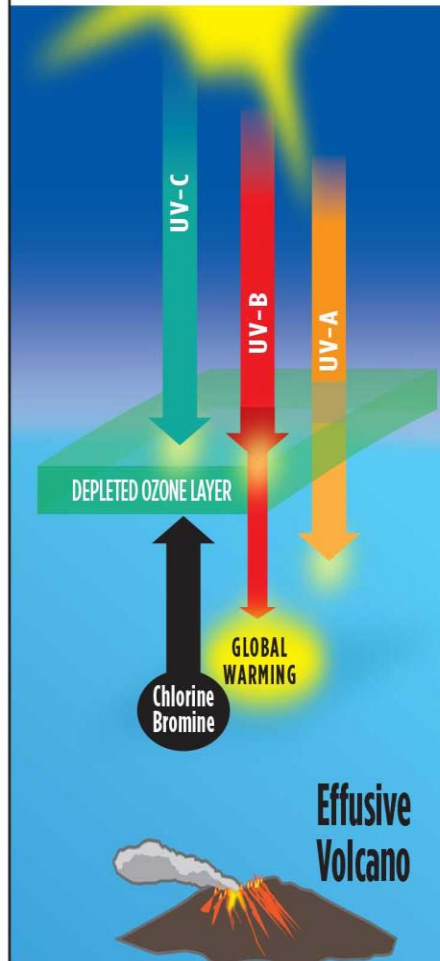 UV-C
UV-B
UV-A
DEPLETED OZONE LAYER
GLOBAL
WARMING
Chlorine
Bromine
Effusive
Volcano